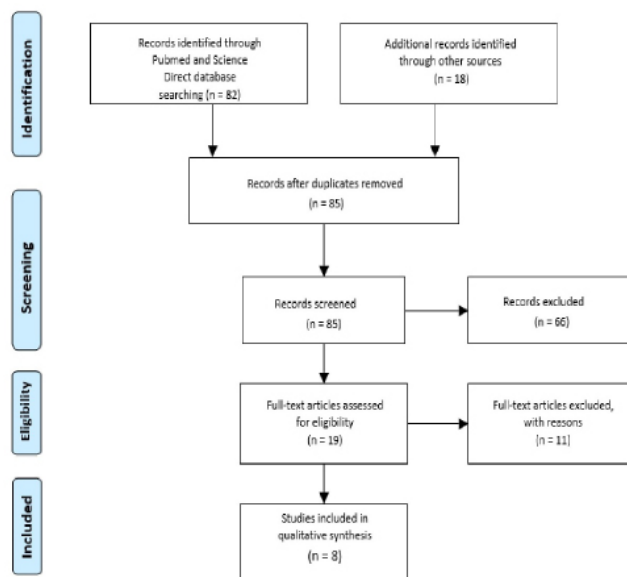 Identification
Records identified through
Pubmed and Science
Direct database
searching (n = 82)
Additional records identified
through other sources
(n = 18)
Records after duplicates removed
(n = 85)
Screening
Records screened
(n = 85)
Records excluded
(n = 66)
Eligibility
Full-text articles assessed
for eligibility
(n = 19)
Full-text articles excluded,
with reasons
(n = 11)
Included
Studies included in
qualitative synthesis
(n = 8)